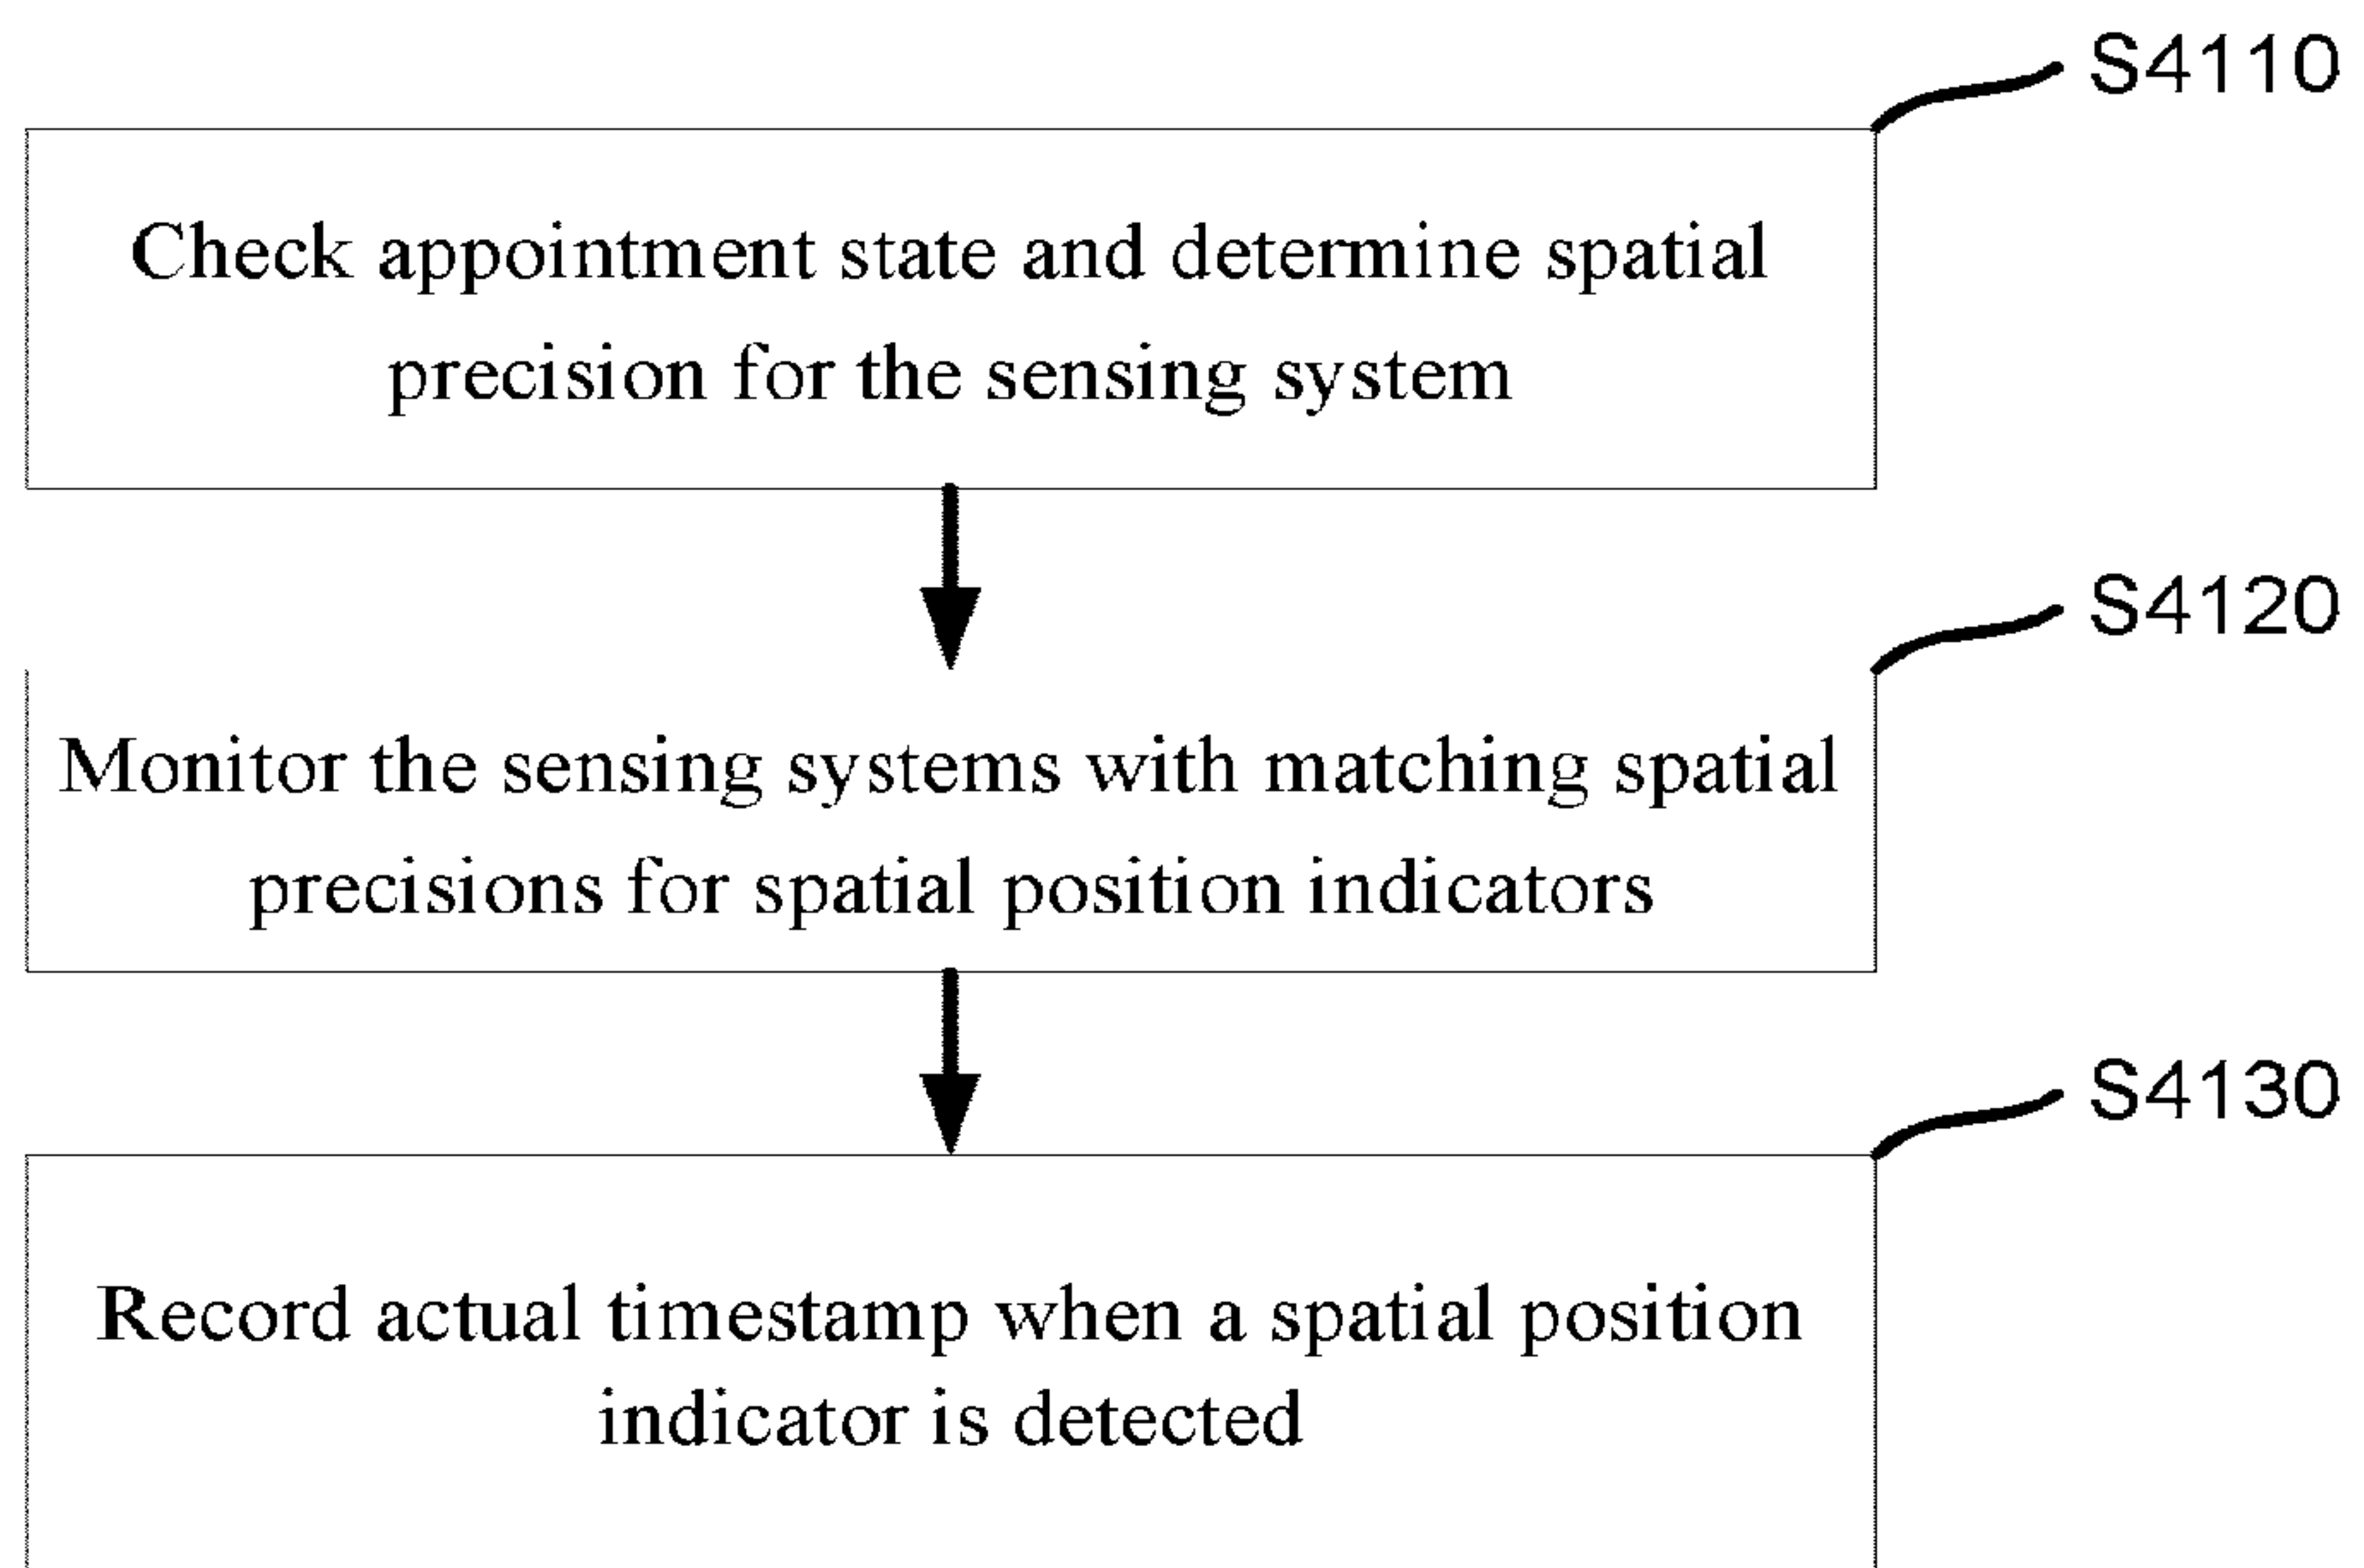 S4110
Check appointment state and determine spatial
precision for the sensing system
S4120
Monitor the sensing systems with matching spatial
precisions for spatial position indicators
S4130
Record actual timestamp when a spatial position
indicator is detected